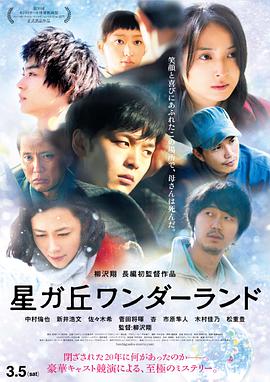 笑顔と喜びにあふれたこの場所で、母さんは死んだ。
柳沢翔 長編初監督作品
星ガ丘ワンダーランド
中村倫也 新井浩文 佐々木希 菅田将暉 杏 市原隼人 木村佳乃 松重豊
監督:柳沢翔
閉ざされた20年に何があったのか――
豪華キャスト競演による、至極のミステリー。
3.5(sat)